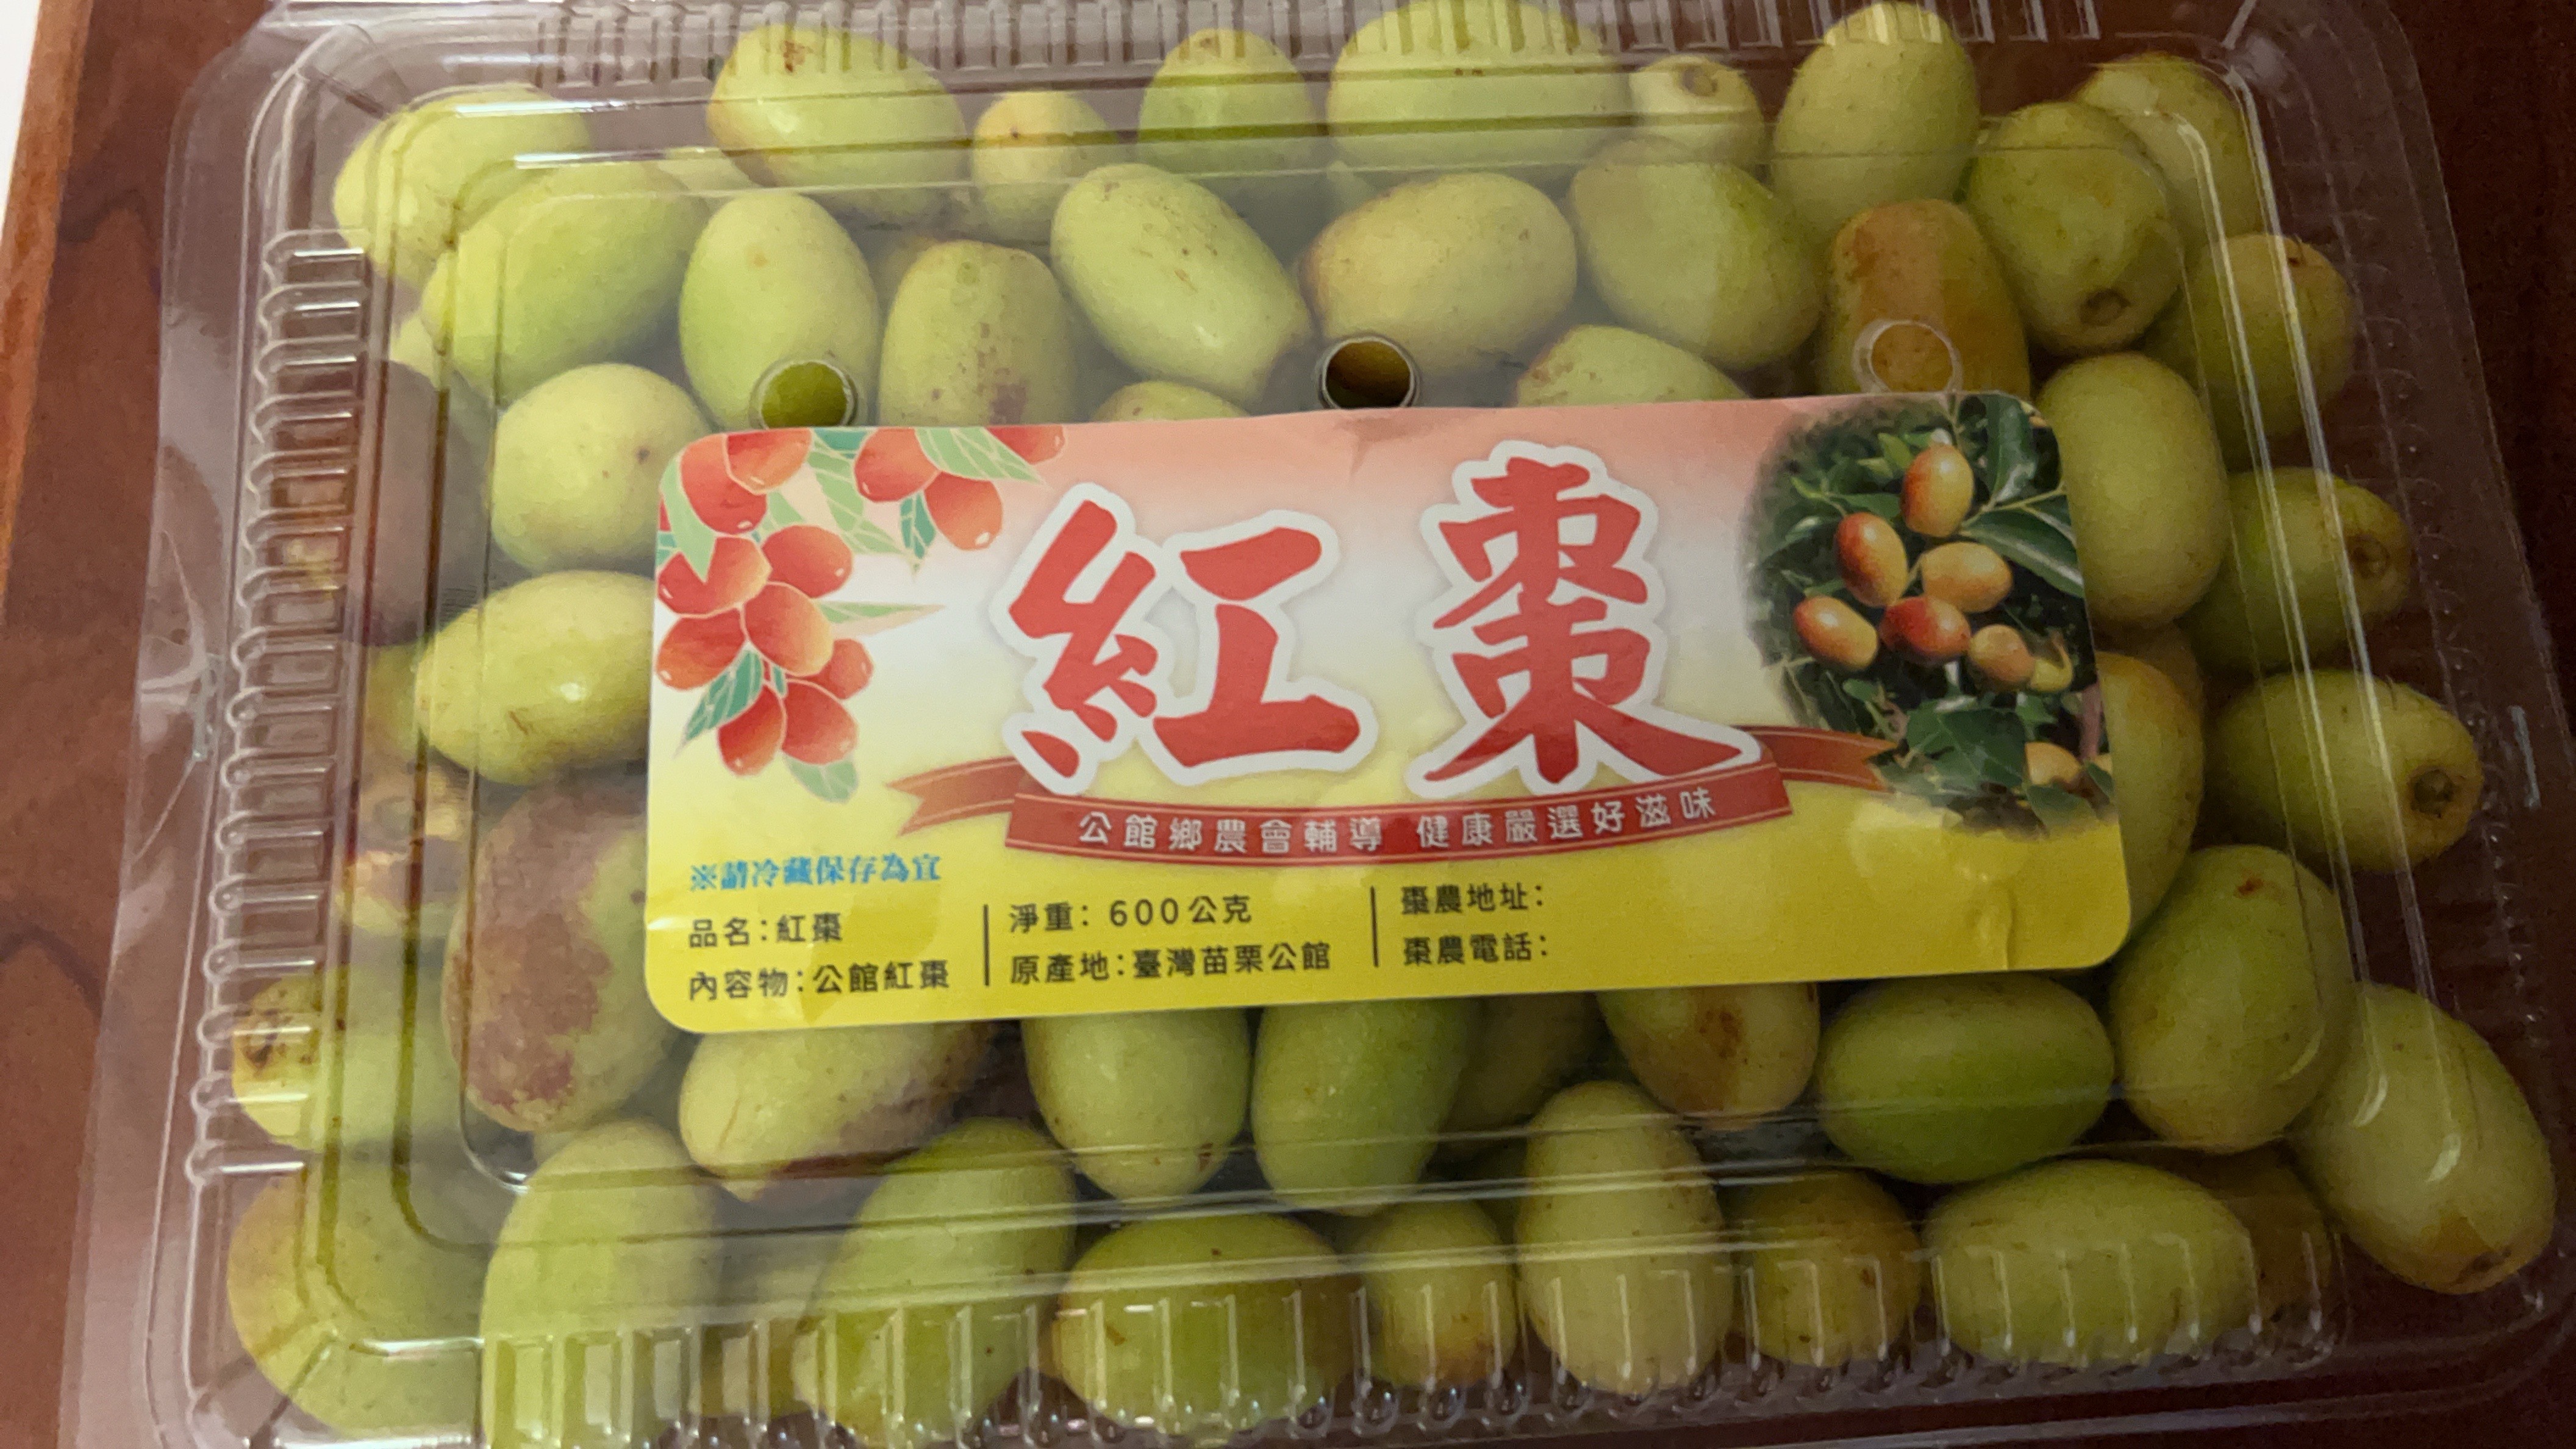 紅棗
公館鄉農會輔導 健康嚴選好滋味
※請冷藏保存為宜
品名:紅棗
內容物:公館紅棗
淨重: 600公克
原產地:臺灣苗栗公館
棗農地址:
棗農電話: